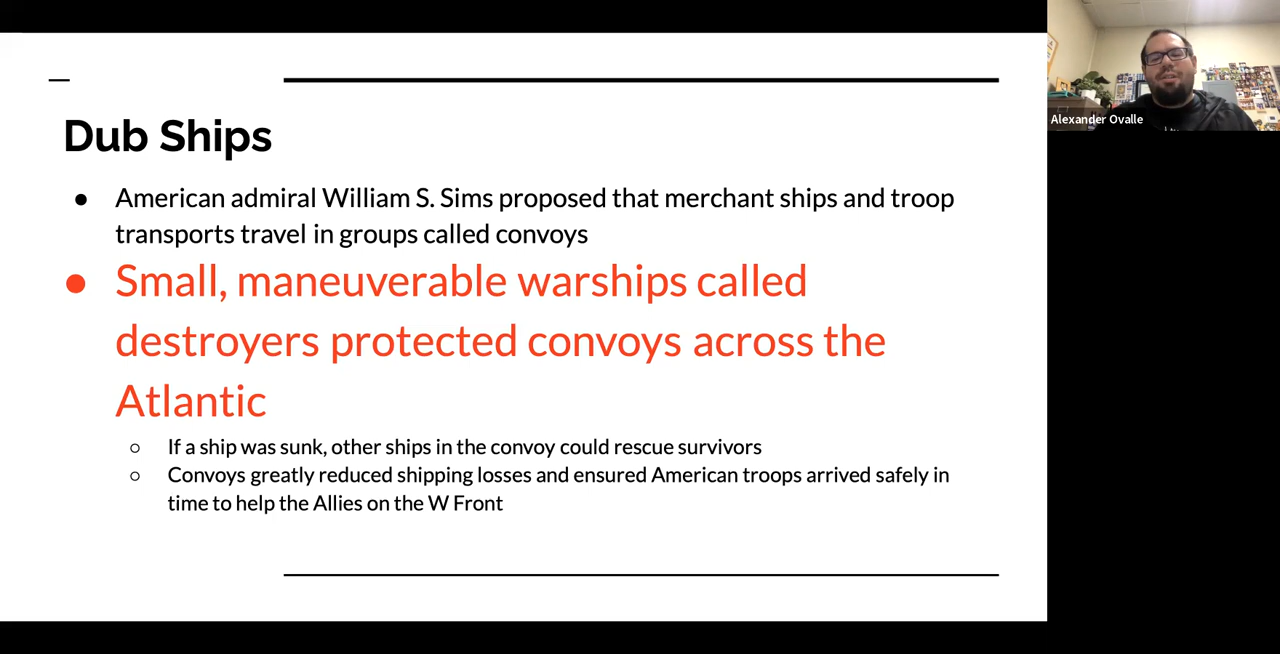 Dub Ships
● American admiral William S. Sims proposed that merchant ships and troop
transports travel in groups called convoys
● Small, maneuverable warships called
destroyers protected convoys across the
Atlantic
○ If a ship was sunk, other ships in the convoy could rescue survivors
○ Convoys greatly reduced shipping losses and ensured American troops arrived safely in
time to help the Allies on the W Front
Alexander Ovalle